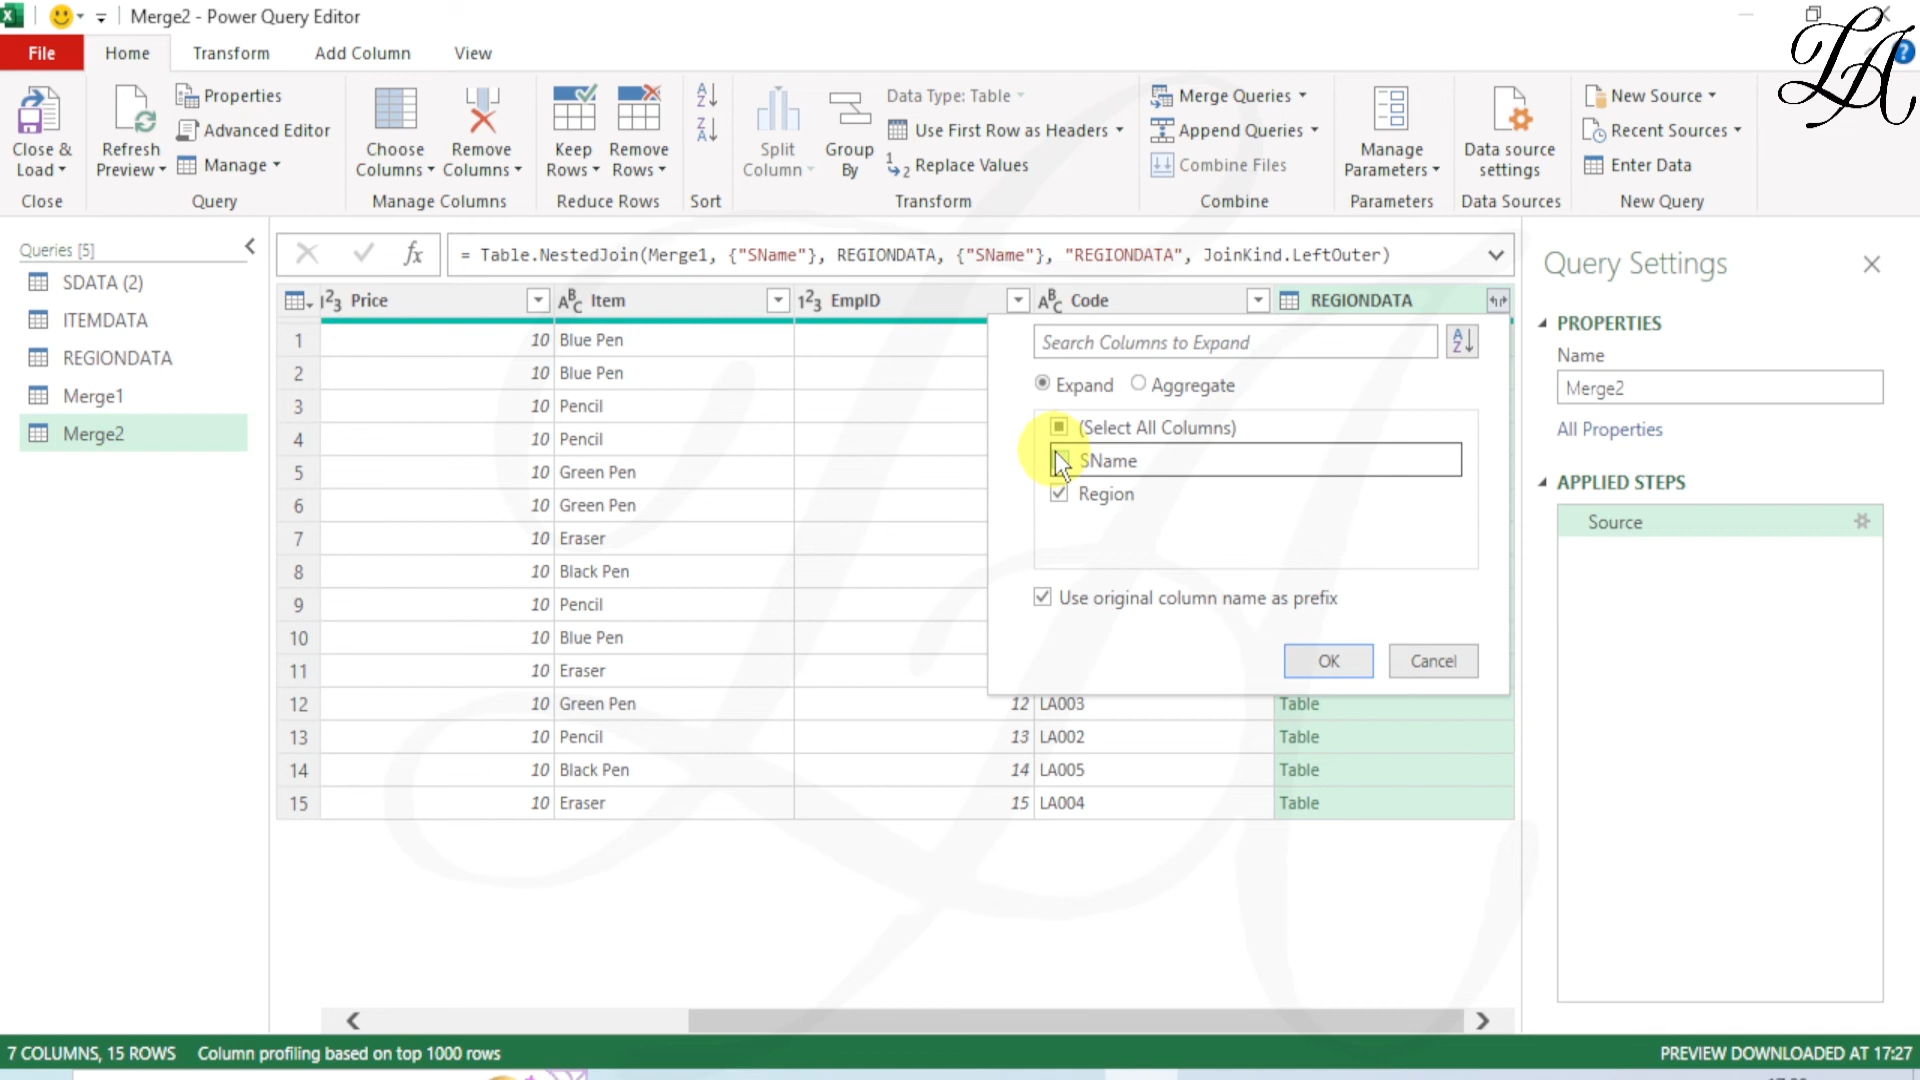 Merge2 - Power Query Editor
LA
File
Home
Transform
Add Column
View
Close &
Load
Refresh
Preview
Properties
Advanced Editor
Manage
Choose
Columns
Remove
Columns
Keep
Rows
Remove
Rows
Split
Column
Group
By
Data Type: Table
Use First Row as Headers
Replace Values
Merge Queries
Append Queries
Combine Files
Manage
Parameters
Data source
settings
New Source
Recent Sources
Enter Data
Close
Query
Manage Columns
Reduce Rows
Sort
Transform
Combine
Parameters
Data Sources
New Query
Queries [5]
SDATA (2)
ITEMDATA
REGIONDATA
Merge1
Merge2
fx
= Table.NestedJoin(Merge1, {"SName"}, REGIONDATA, {"SName"}, "REGIONDATA", JoinKind.LeftOuter)
Price
Item
EmpID
Code
REGIONDATA
1 10 Blue Pen
2 10 Blue Pen
3 10 Pencil
4 10 Pencil
5 10 Green Pen
6 10 Green Pen
7 10 Eraser
8 10 Black Pen
9 10 Pencil
10 10 Blue Pen
11 10 Eraser
12 10 Green Pen 12 LA003 Table
13 10 Pencil 13 LA002 Table
14 10 Black Pen 14 LA005 Table
15 10 Eraser 15 LA004 Table
Search Columns to Expand
Expand
Aggregate
(Select All Columns)
SName
Region
Use original column name as prefix
OK
Cancel
Query Settings
PROPERTIES
Name
Merge2
All Properties
APPLIED STEPS
Source
7 COLUMNS, 15 ROWS
Column profiling based on top 1000 rows
PREVIEW DOWNLOADED AT 17:27